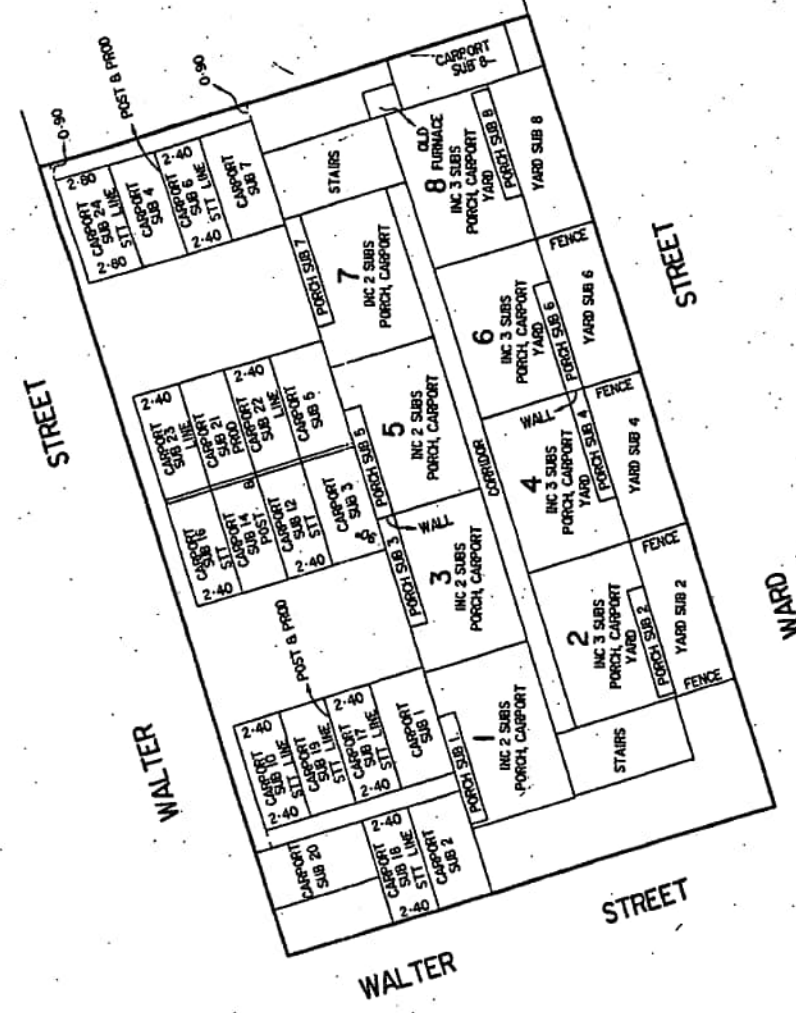 CARPORT
SUB 8
POST & PROD
0·90
0·90
2·80
CARPORT
SUB 24
STT LINE
2·80
CARPORT
SUB 4
2·40
CARPORT
SUB 6
STT LINE
2·40
CARPORT
SUB 7
STAIRS
OLD
FURNACE
8
INC 3 SUBS
PORCH, CARPORT
YARD
PORCH SUB 8
YARD SUB 8
PORCH SUB 7
7
INC 2 SUBS
PORCH, CARPORT
6
INC 3 SUBS
PORCH, CARPORT
YARD
PORCH SUB 6
FENCE
YARD SUB 6
STREET
STREET
2·40
CARPORT
SUB 23
LINE
CARPORT
SUB 21
PROD
2·40
CARPORT
SUB 22
LINE
CARPORT
SUB 5
PORCH SUB 5
5
INC 2 SUBS
PORCH, CARPORT
CORRIDOR
WALL
4
INC 3 SUBS
PORCH, CARPORT
YARD
PORCH SUB 4
FENCE
YARD SUB 4
CARPORT
SUB 16
STT
2·40
CARPORT
SUB 14
POST
&
CARPORT
SUB 12
STT
2·40
CARPORT
SUB 3
90°
PORCH SUB 3
WALL
3
INC 2 SUBS
PORCH, CARPORT
2
INC 3 SUBS
PORCH, CARPORT
YARD
PORCH SUB 2
FENCE
YARD SUB 2
FENCE
WARD
POST & PROD
WALTER
2·40
CARPORT
SUB 10
STT LINE
2·40
CARPORT
SUB 19
STT LINE
2·40
CARPORT
SUB 17
STT LINE
2·40
CARPORT
SUB 1
PORCH SUB 1
1
INC 2 SUBS
PORCH, CARPORT
STAIRS
CARPORT
SUB 20
2·40
CARPORT
SUB 18
STT LINE
2·40
CARPORT
SUB 2
WALTER
STREET